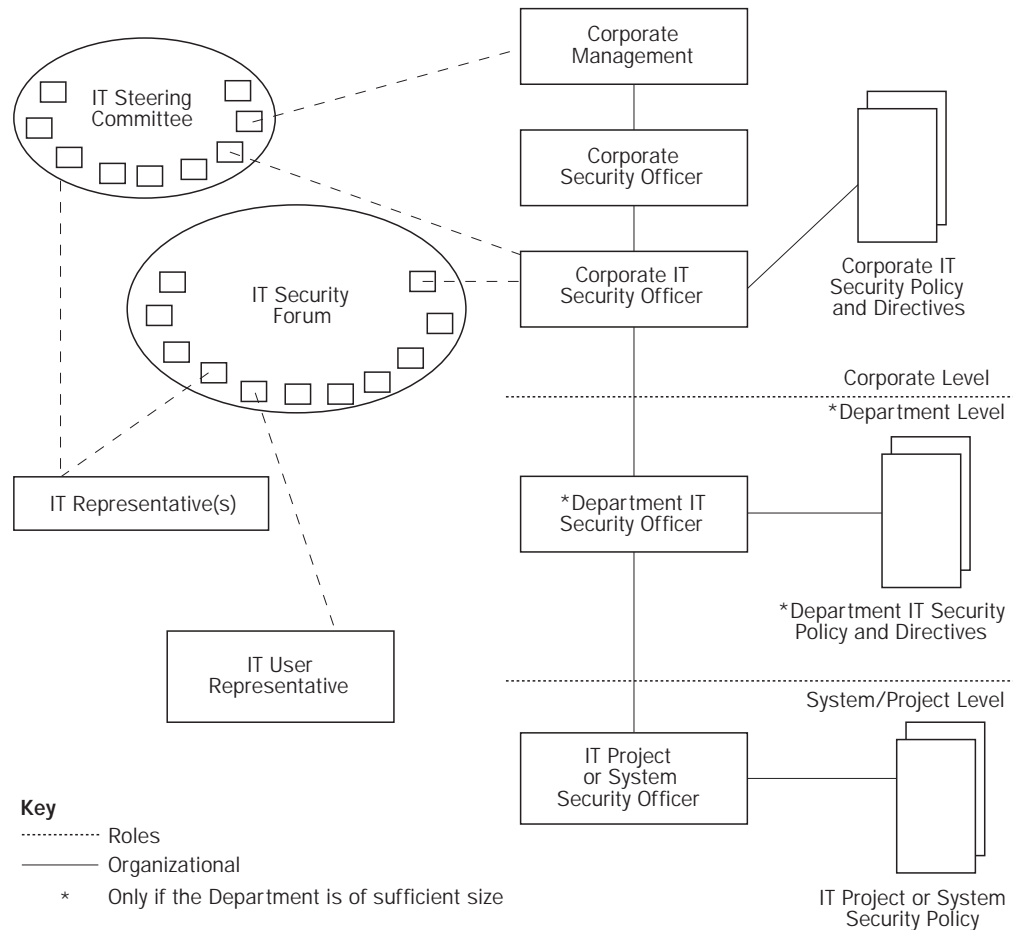 Corporate
Management
IT Steering
Committee
Corporate
Security Officer
Corporate IT
Security Officer
Corporate IT
Security Policy
and Directives
IT Security
Forum
Corporate Level
*Department Level
IT Representative(s)
*Department IT
Security Officer
*Department IT Security
Policy and Directives
IT User
Representative
System/Project Level
IT Project
or System
Security Officer
IT Project or System
Security Policy
Key
Roles
Organizational
* Only if the Department is of sufficient size